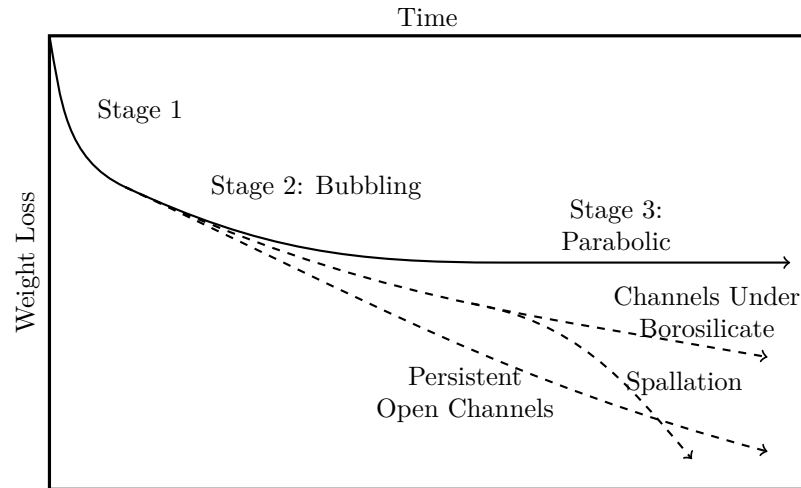 Time
Stage 1
Stage 2: Bubbling
Stage 3:
Parabolic
Weight Loss
Channels Under
Borosilicate
Persistent
Open Channels
Spallation